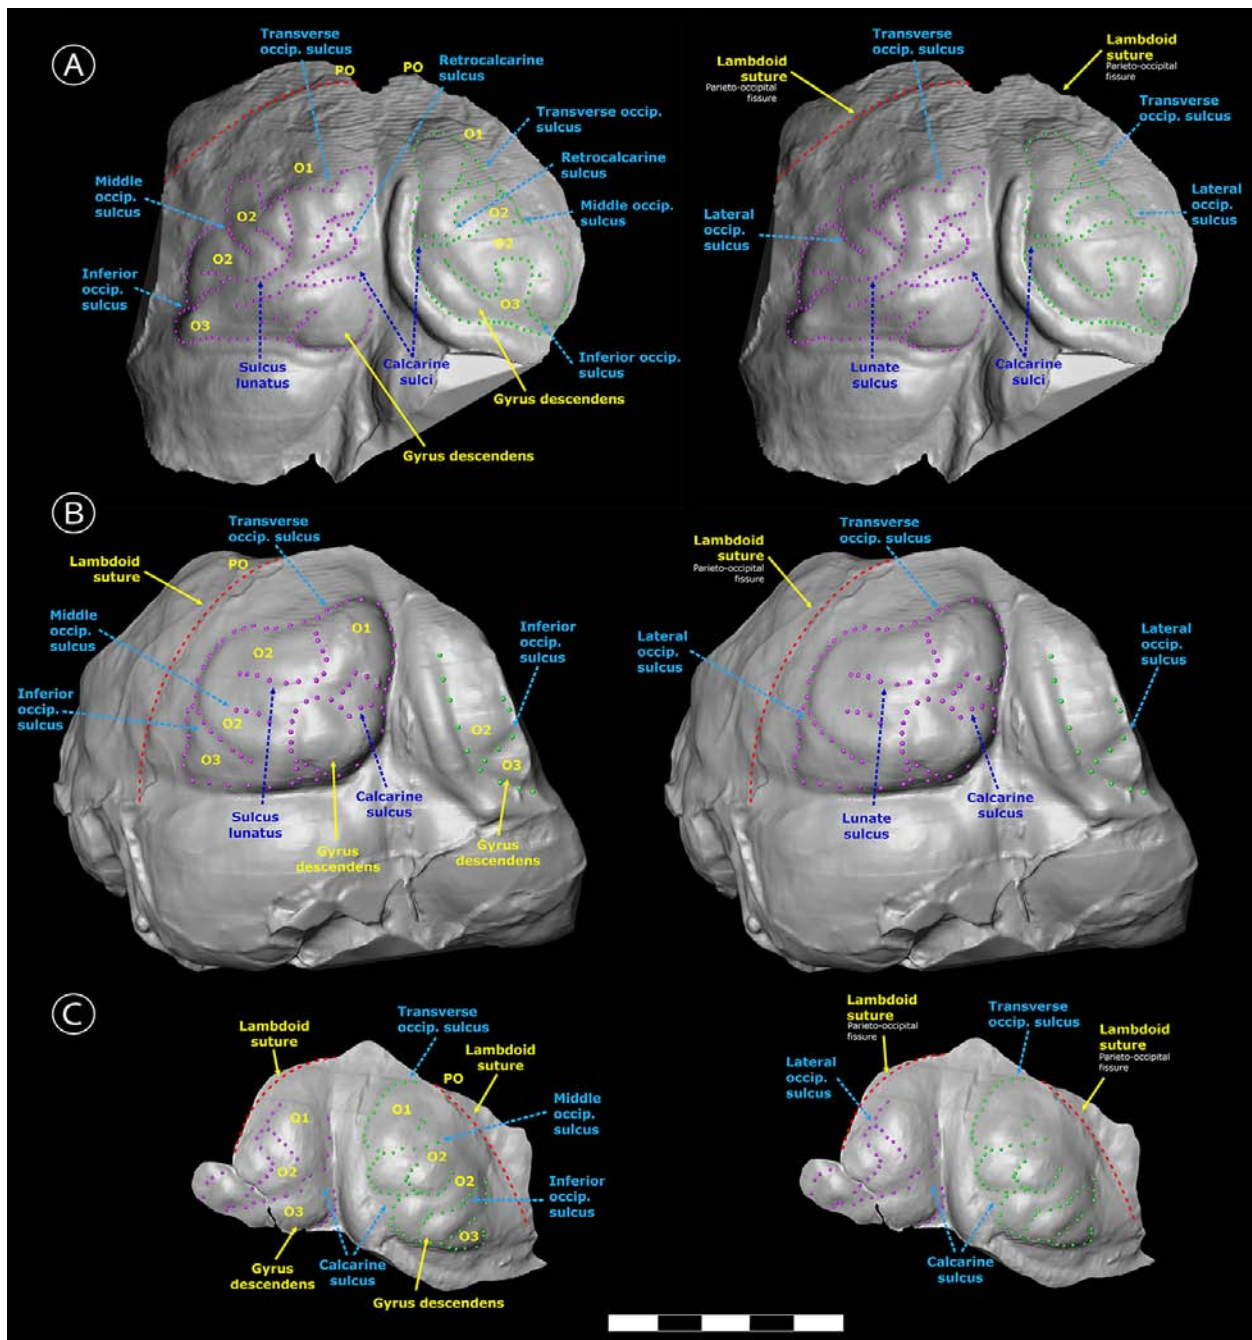 A
Transverse
occip. sulcus
PO
PO
Retrocalcarine
sulcus
O1
Transverse occip.
sulcus
Retrocalcarine
sulcus
O1
Middle
occip.
sulcus
O2
O2
Middle occip.
sulcus
O2
O2
Inferior
occip.
sulcus
O3
O3
Sulcus
lunatus
Calcarine
sulci
Inferior occip.
sulcus
Gyrus descendens
Gyrus descendens
Transverse
occip. sulcus
Lambdoid
suture
Parieto-occipital
fissure
Lambdoid
suture
Parieto-occipital
fissure
Transverse
occip. sulcus
Lateral
occip.
sulcus
Lateral
occip.
sulcus
Lunate
sulcus
Calcarine
sulci
B
Transverse
occip. sulcus
Lambdoid
suture
PO
Middle
occip.
sulcus
O1
O2
Inferior
occip.
sulcus
Inferior
occip.
sulcus
O2
O3
O2
O3
Sulcus
lunatus
Calcarine
sulcus
Gyrus
descendens
Gyrus
descendens
Transverse
occip. sulcus
Lambdoid
suture
Parieto-occipital
fissure
Lateral
occip.
sulcus
Lateral
occip.
sulcus
Lunate
sulcus
Calcarine
sulcus
C
Transverse
occip. sulcus
Lambdoid
suture
Lambdoid
suture
PO
O1
O1
Middle
occip.
sulcus
O2
O2
O2
Inferior
occip.
sulcus
O3
O3
Gyrus
descendens
Calcarine
sulcus
Gyrus descendens
Lambdoid
suture
Parieto-occipital
fissure
Transverse
occip. sulcus
Lateral
occip.
sulcus
Lambdoid
suture
Parieto-occipital
fissure
Calcarine
sulcus